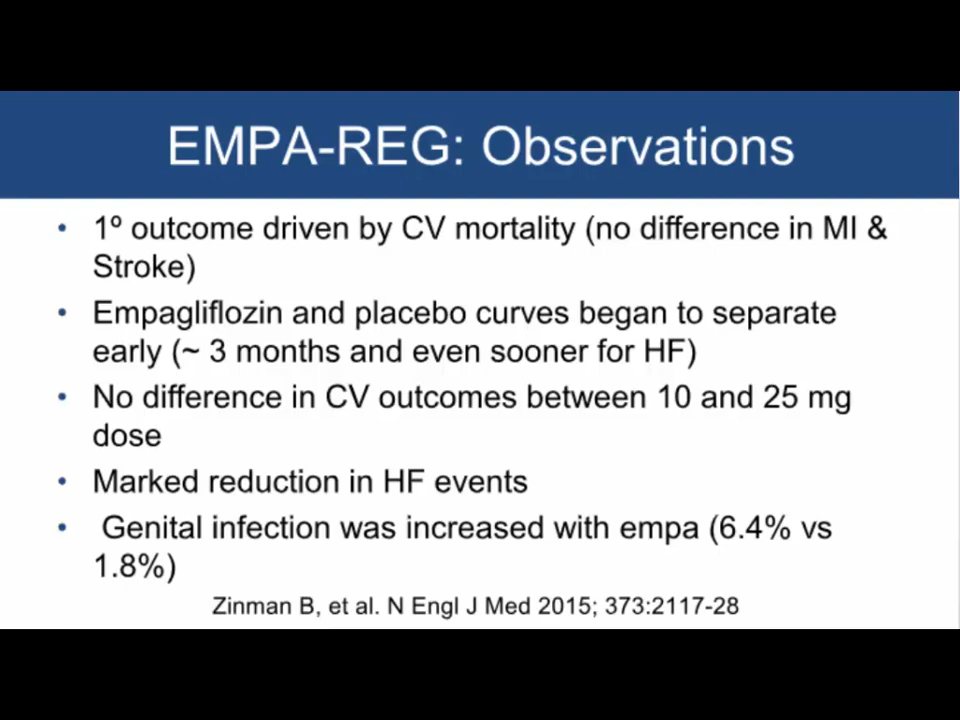 EMPA-REG: Observations
• 1º outcome driven by CV mortality (no difference in MI &
Stroke)
• Empagliflozin and placebo curves began to separate
early (~ 3 months and even sooner for HF)
• No difference in CV outcomes between 10 and 25 mg
dose
• Marked reduction in HF events
• Genital infection was increased with empa (6.4% vs
1.8%)
Zinman B, et al. N Engl J Med 2015; 373:2117-28